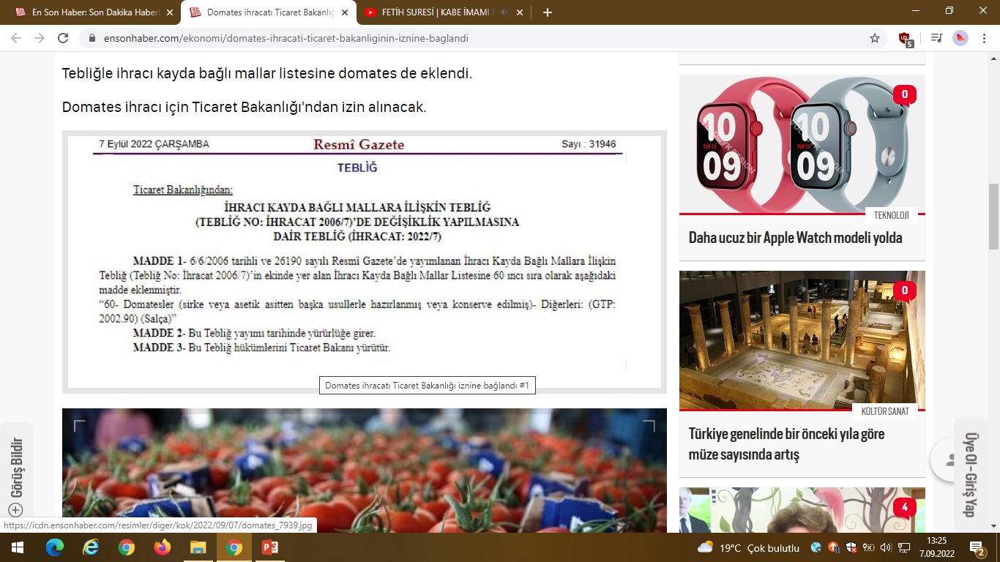 En Son Haber: Son Dakika Haber
Domates ihracatı Ticaret Bakanlığ
FETİH SURESİ | KABE İMAMI
ensonhaber.com/ekonomi/domates-ihracati-ticaret-bakanliginin-iznine-baglandi
5
Tebliğle ihracı kayda bağlı mallar listesine domates de eklendi.
Domates ihracı için Ticaret Bakanlığı'ndan izin alınacak.
7 Eylül 2022 ÇARŞAMBA
Resmî Gazete
Sayı : 31946
TEBLİĞ
Ticaret Bakanlığından:
İHRACI KAYDA BAĞLI MALLARA İLİŞKİN TEBLİĞ
(TEBLİĞ NO: İHRACAT 2006/7)’DE DEĞİŞİKLİK YAPILMASINA
DAİR TEBLİĞ (İHRACAT: 2022/7)
MADDE 1- 6/6/2006 tarihli ve 26190 sayılı Resmî Gazete’de yayımlanan İhracı Kayda Bağlı Mallara İlişkin
Tebliğ (Tebliğ No: İhracat 2006/7)’in ekinde yer alan İhracı Kayda Bağlı Mallar Listesine 60 ıncı sıra olarak aşağıdaki
madde eklenmiştir.
“60- Domatesler (sirke veya asetik asitten başka usullerle hazırlanmış veya konserve edilmiş)- Diğerleri: (GTP:
2002.90) (Salça)”
MADDE 2- Bu Tebliğ yayımı tarihinde yürürlüğe girer.
MADDE 3- Bu Tebliğ hükümlerini Ticaret Bakanı yürütür.
Domates ihracatı Ticaret Bakanlığı iznine bağlandı #1
0
10
TUE 13
09
10
TUE 13
09
TEKNOLOJİ
Daha ucuz bir Apple Watch modeli yolda
0
KÜLTÜR SANAT
Türkiye genelinde bir önceki yıla göre
müze sayısında artış
4
Görüş Bildir
Üye Ol - Giriş Yap
https://icdn.ensonhaber.com/resimler/diger/kok/2022/09/07/domates_7939.jpg
19°C Çok bulutlu
13:25
7.09.2022
2